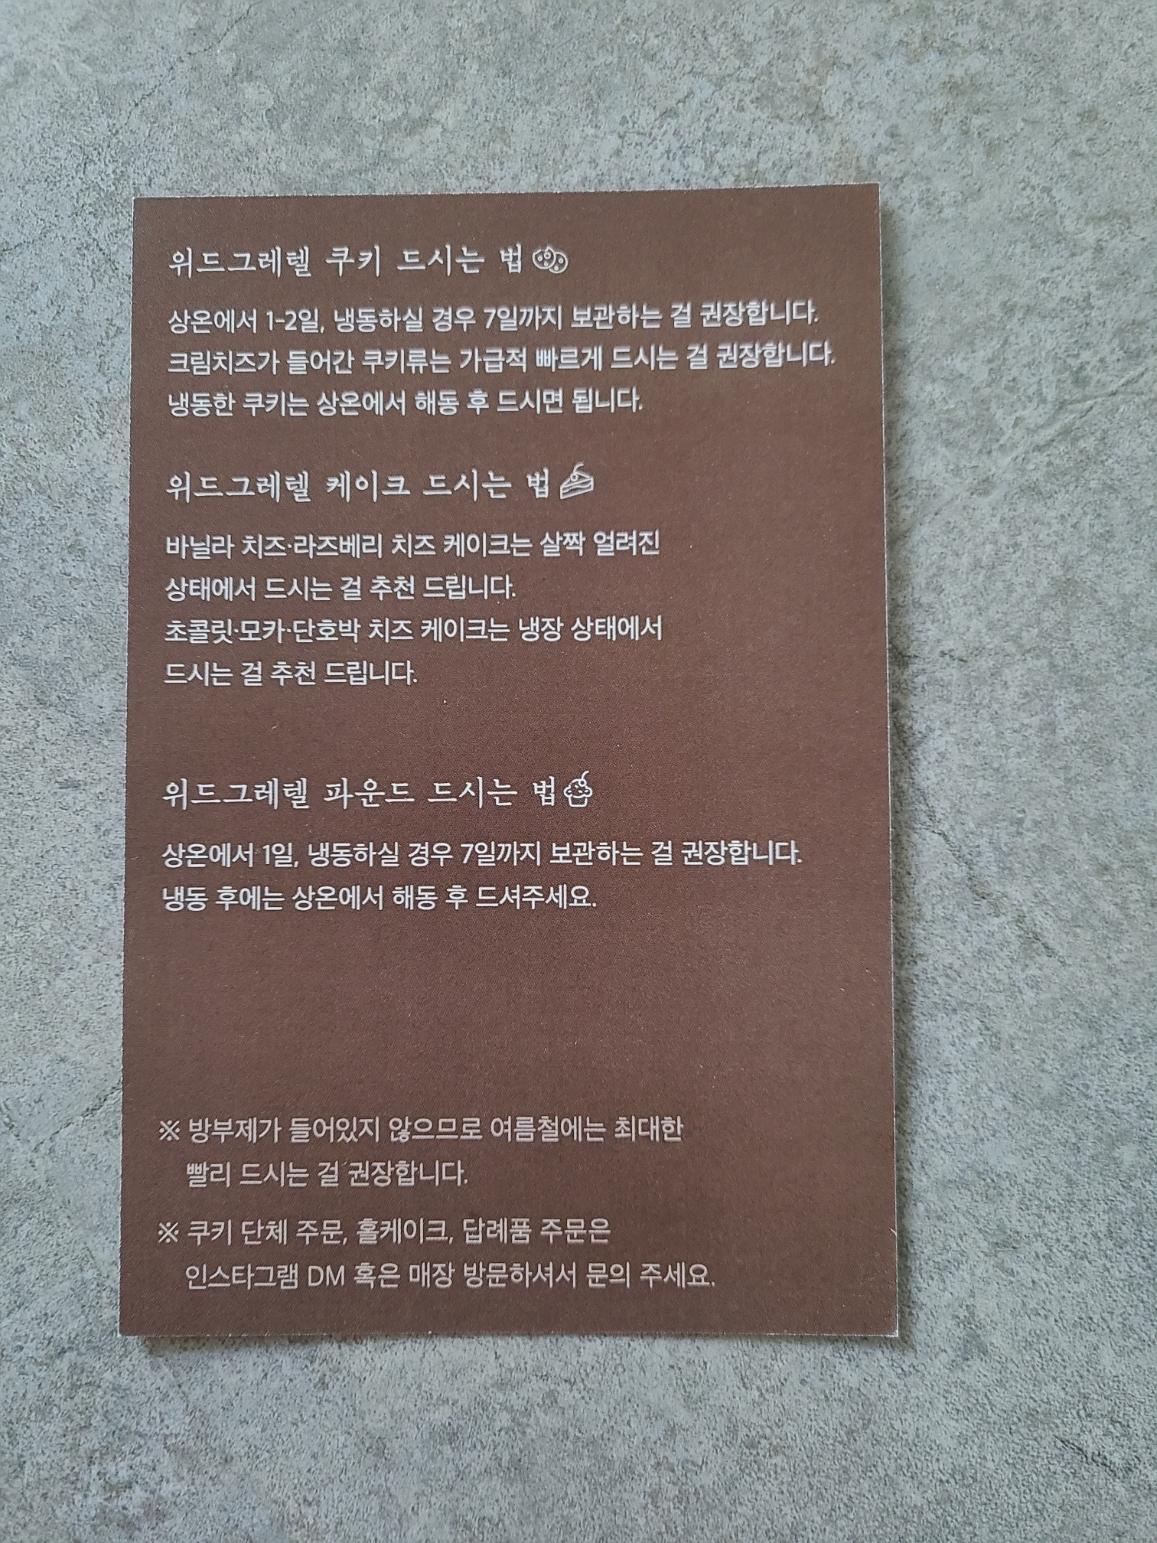 위드그레텔 쿠키 드시는 법
상온에서 1-2일, 냉동하실 경우 7일까지 보관하는 걸 권장합니다.
크림치즈가 들어간 쿠키류는 가급적 빠르게 드시는 걸 권장합니다.
냉동한 쿠키는 상온에서 해동 후 드시면 됩니다.
위드그레텔 케이크 드시는 법
바닐라 치즈·라즈베리 치즈 케이크는 살짝 얼려진
상태에서 드시는 걸 추천 드립니다.
초콜릿·모카·단호박 치즈 케이크는 냉장 상태에서
드시는 걸 추천 드립니다.
위드그레텔 파운드 드시는 법
상온에서 1일, 냉동하실 경우 7일까지 보관하는 걸 권장합니다.
냉동 후에는 상온에서 해동 후 드셔주세요.
※ 방부제가 들어있지 않으므로 여름철에는 최대한
빨리 드시는 걸 권장합니다.
※ 쿠키 단체 주문, 홀케이크, 답례품 주문은
인스타그램 DM 혹은 매장 방문하셔서 문의 주세요.